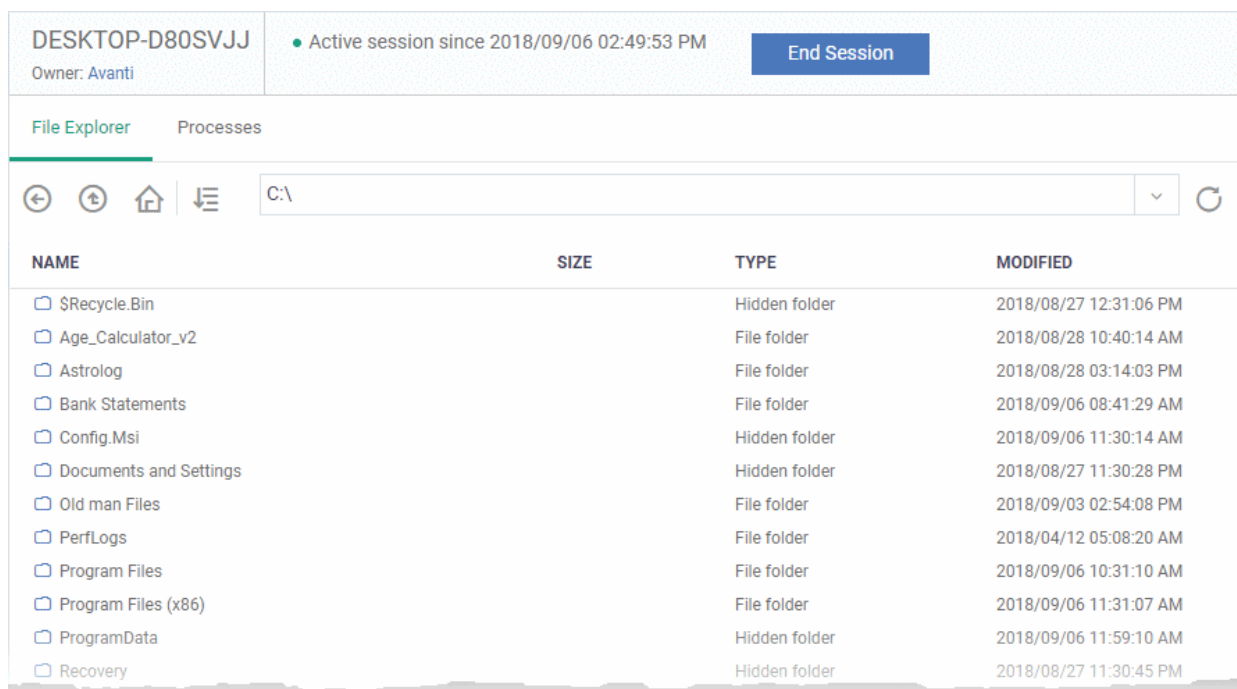 DESKTOP-D80SVJJ
Owner: Avanti
Active session since 2018/09/06 02:49:53 PM
End Session
File Explorer Processes
C:\
NAME SIZE TYPE MODIFIED
$Recycle.Bin Hidden folder 2018/08/27 12:31:06 PM
Age_Calculator_v2 File folder 2018/08/28 10:40:14 AM
Astrolog File folder 2018/08/28 03:14:03 PM
Bank Statements File folder 2018/09/06 08:41:29 AM
Config.Msi Hidden folder 2018/09/06 11:30:14 AM
Documents and Settings Hidden folder 2018/08/27 11:30:28 PM
Old man Files File folder 2018/09/03 02:54:08 PM
PerfLogs File folder 2018/04/12 05:08:20 AM
Program Files File folder 2018/09/06 10:31:10 AM
Program Files (x86) File folder 2018/09/06 11:31:07 AM
ProgramData Hidden folder 2018/09/06 11:59:10 AM
Recovery Hidden folder 2018/08/27 11:30:45 PM